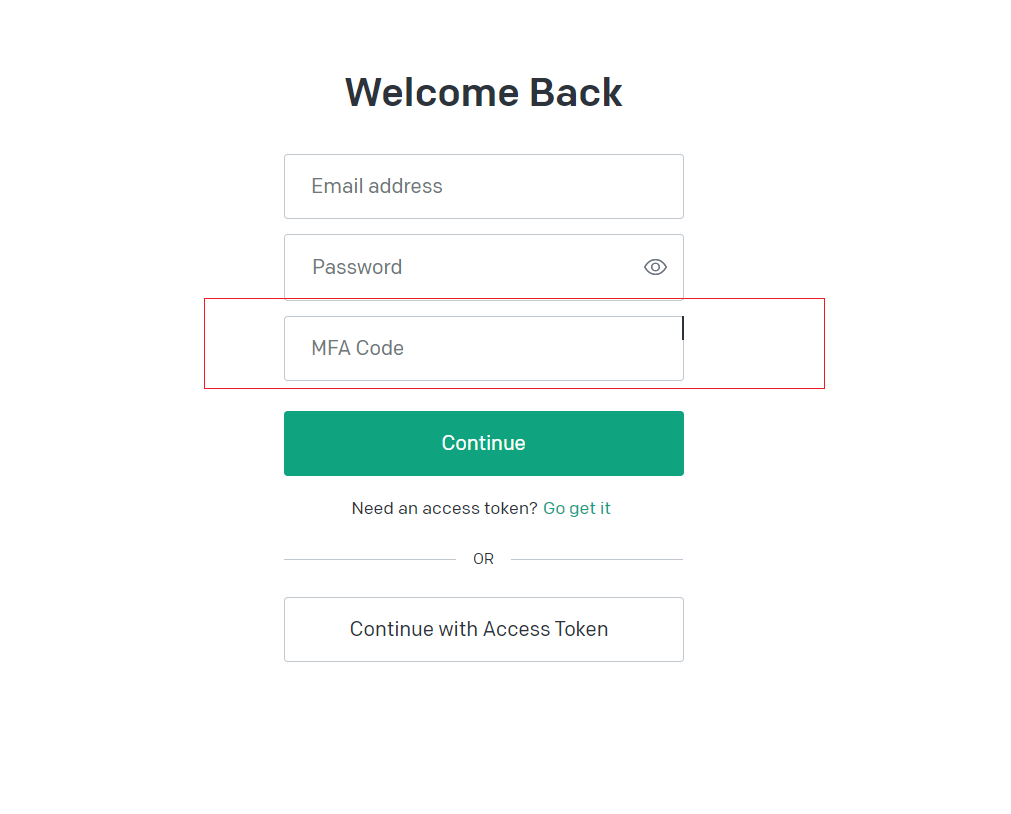 Welcome Back
Email address
Password
MFA Code
Continue
Need an access token? Go get it
OR
Continue with Access Token